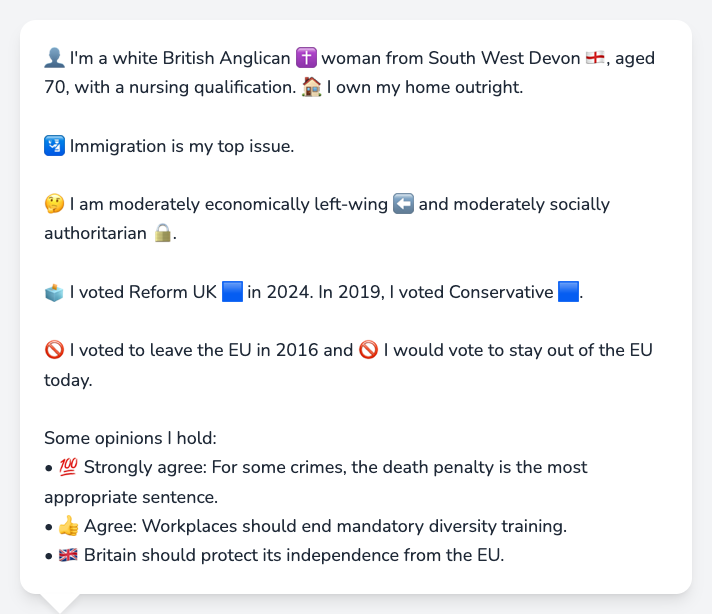 👤 I'm a white British Anglican ✝️ woman from South West Devon 🏴󠁧󠁢󠁥󠁮󠁧󠁿, aged
70, with a nursing qualification. 🏠 I own my home outright.
🛂 Immigration is my top issue.
🤔 I am moderately economically left-wing ⬅️ and moderately socially
authoritarian 🔒.
🗳️ I voted Reform UK 🟦 in 2024. In 2019, I voted Conservative 🟦.
🚫 I voted to leave the EU in 2016 and 🚫 I would vote to stay out of the EU
today.
Some opinions I hold:
• 💯 Strongly agree: For some crimes, the death penalty is the most
appropriate sentence.
• 👍 Agree: Workplaces should end mandatory diversity training.
• 🇬🇧 Britain should protect its independence from the EU.